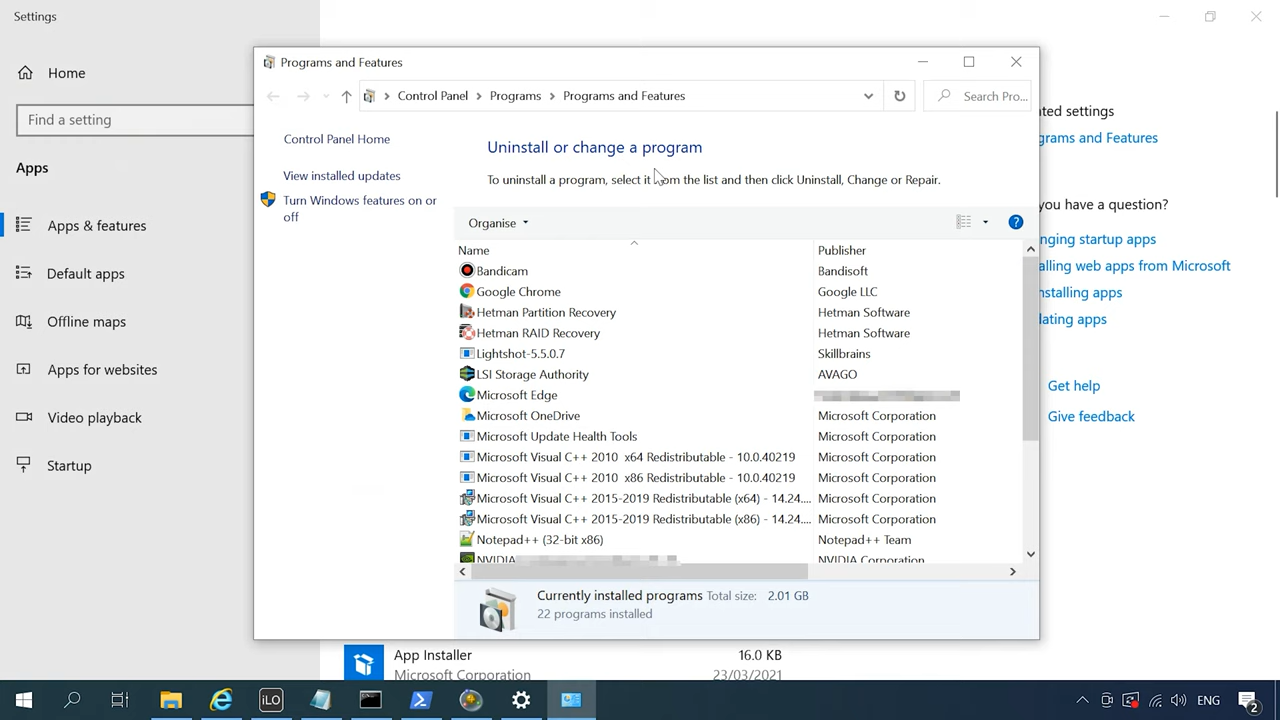 Settings
Home
Find a setting
Apps
Apps & features
Default apps
Offline maps
Apps for websites
Video playback
Startup
Programs and Features
Control Panel
Programs
Programs and Features
Search Pro...
Control Panel Home
View installed updates
Turn Windows features on or
off
Uninstall or change a program
To uninstall a program, select it from the list and then click Uninstall, Change or Repair.
Organise
Name Publisher
Bandicam Bandisoft
Google Chrome Google LLC
Hetman Partition Recovery Hetman Software
Hetman RAID Recovery Hetman Software
Lightshot-5.5.0.7 Skillbrains
LSI Storage Authority AVAGO
Microsoft Edge
Microsoft OneDrive Microsoft Corporation
Microsoft Update Health Tools Microsoft Corporation
Microsoft Visual C++ 2010 x64 Redistributable - 10.0.40219 Microsoft Corporation
Microsoft Visual C++ 2010 x86 Redistributable - 10.0.40219 Microsoft Corporation
Microsoft Visual C++ 2015-2019 Redistributable (x64) - 14.24.... Microsoft Corporation
Microsoft Visual C++ 2015-2019 Redistributable (x86) - 14.24.... Microsoft Corporation
Notepad++ (32-bit x86) Notepad++ Team
NVIDIA NVIDIA Corporation
Currently installed programs Total size: 2.01 GB
22 programs installed
ated settings
grams and Features
you have a question?
nging startup apps
alling web apps from Microsoft
nstalling apps
dating apps
Get help
Give feedback
App Installer 16.0 KB
Microsoft Corporation 23/03/2021
iLO
ENG
2